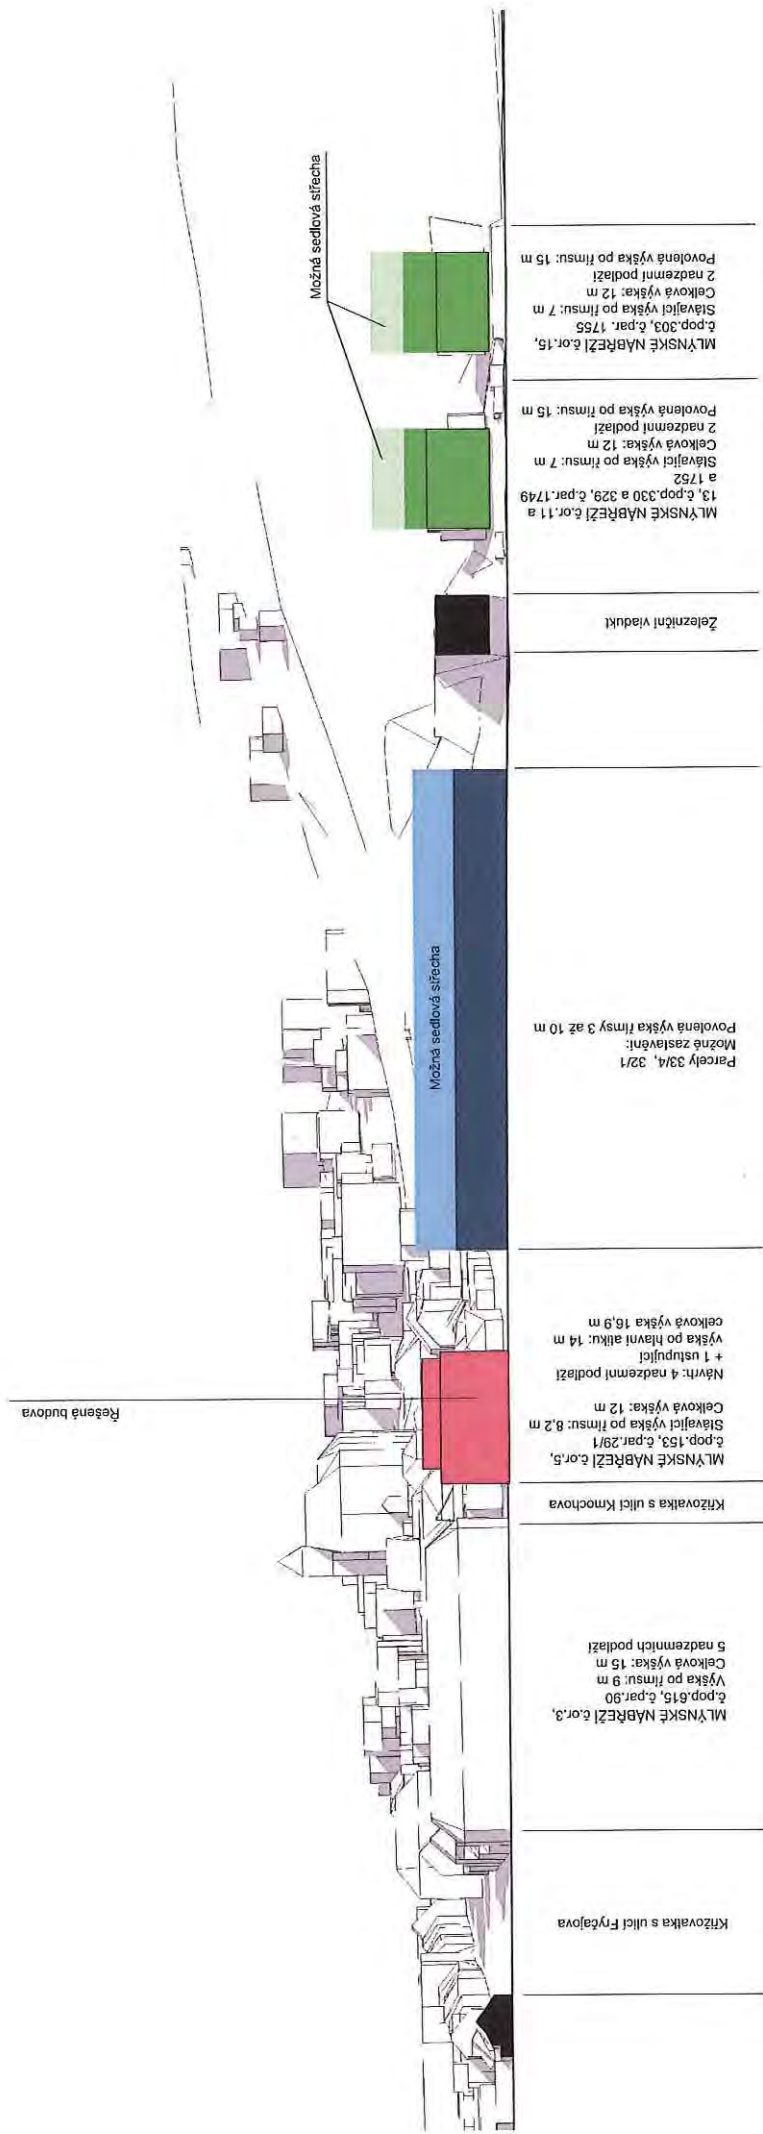 Možná sedlová střecha
Možná sedlová střecha
Řešená budova
Křižovatka s ulicí Fryčajova
MLÝNSKÉ NÁBŘEŽÍ č.or.3,
č.pop.615, č.par.90
Výška po římsu: 9 m
Celková výška: 15 m
5 nadzemních podlaží
Křižovatka s ulicí Kmochova
MLÝNSKÉ NÁBŘEŽÍ č.or.5,
č.pop.153, č.par.29/1
Stávající výška po římsu: 8,2 m
Celková výška: 12 m
Návrh: 4 nadzemní podlaží
+ 1 ustupující
výška po hlavní atiku: 14 m
celková výška 16,9 m
Parcely 33/4, 32/1
Možné zastavění:
Povolená výška římsy 3 až 10 m
Železniční viadukt
MLÝNSKÉ NÁBŘEŽÍ č.or.11 a
13, č.pop.330 a 329, č.par.1749
a 1752
Stávající výška po římsu: 7 m
Celková výška: 12 m
2 nadzemní podlaží
Povolená výška po římsu: 15 m
MLÝNSKÉ NÁBŘEŽÍ č.or.15,
č.pop.303, č.par. 1755
Stávající výška po římsu: 7 m
Celková výška: 12 m
2 nadzemní podlaží
Povolená výška po římsu: 15 m